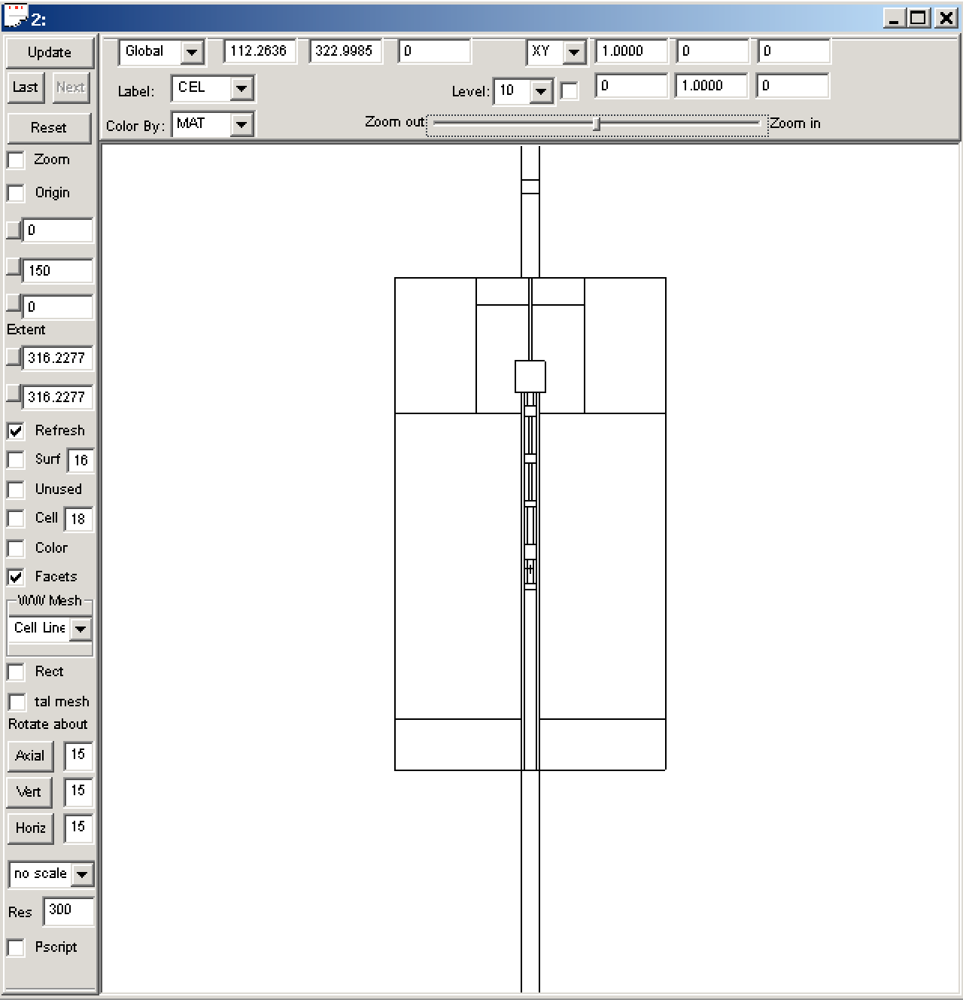 2:
Update
Global 112.2636 322.9985 0 XY 1.0000 0 0
Last Next
Label: CEL Level: 10 0 1.0000 0
Reset
Color By: MAT Zoom out Zoom in
Zoom
Origin
0
150
0
Extent
316.2277
316.2277
Refresh
Surf 16
Unused
Cell 18
Color
Facets
WW Mesh
Cell Line
Rect
tal mesh
Rotate about
Axial 15
Vert 15
Horiz 15
no scale
Res 300
Pscript